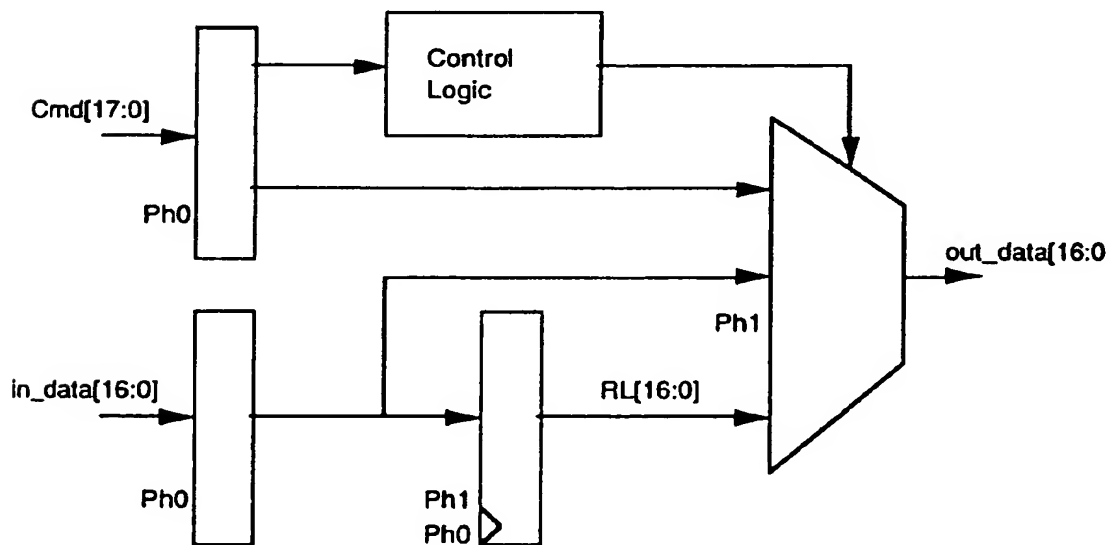 Control
Logic
Cmd[17:0]
Ph0
out_data[16:0
Ph1
in_data[16:0]
RL[16:0]
Ph0
Ph1
Ph0